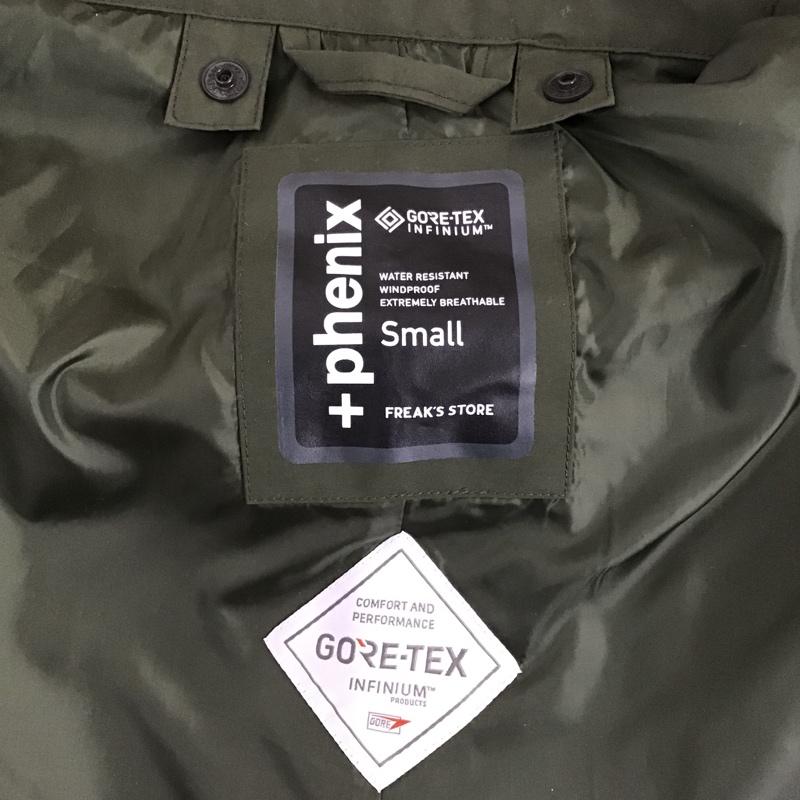 +phenix
GORE-TEX
INFINIUM™
WATER RESISTANT
WINDPROOF
EXTREMELY BREATHABLE
Small
FREAK'S STORE
COMFORT AND
PERFORMANCE
GORE-TEX
INFINIUM™
PRODUCTS
GORE